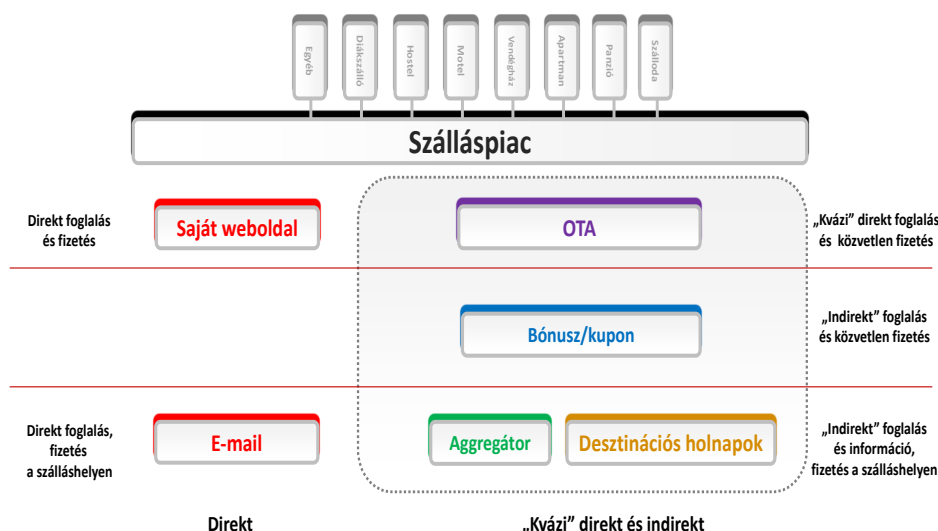 Egyéb
Diákszálló
Hostel
Motel
Vendégház
Apartman
Panzió
Szálloda
Szálláspiac
Direkt foglalás
és fizetés
Saját weboldal
OTA
„Kvázi” direkt foglalás
és közvetlen fizetés
Bónusz/kupon
„Indirekt” foglalás
és közvetlen fizetés
Direkt foglalás,
fizetés
a szálláshelyen
E-mail
Aggregátor
Desztinációs holnapok
„Indirekt” foglalás
és információ,
fizetés a szálláshelyen
Direkt
„Kvázi” direkt és indirekt